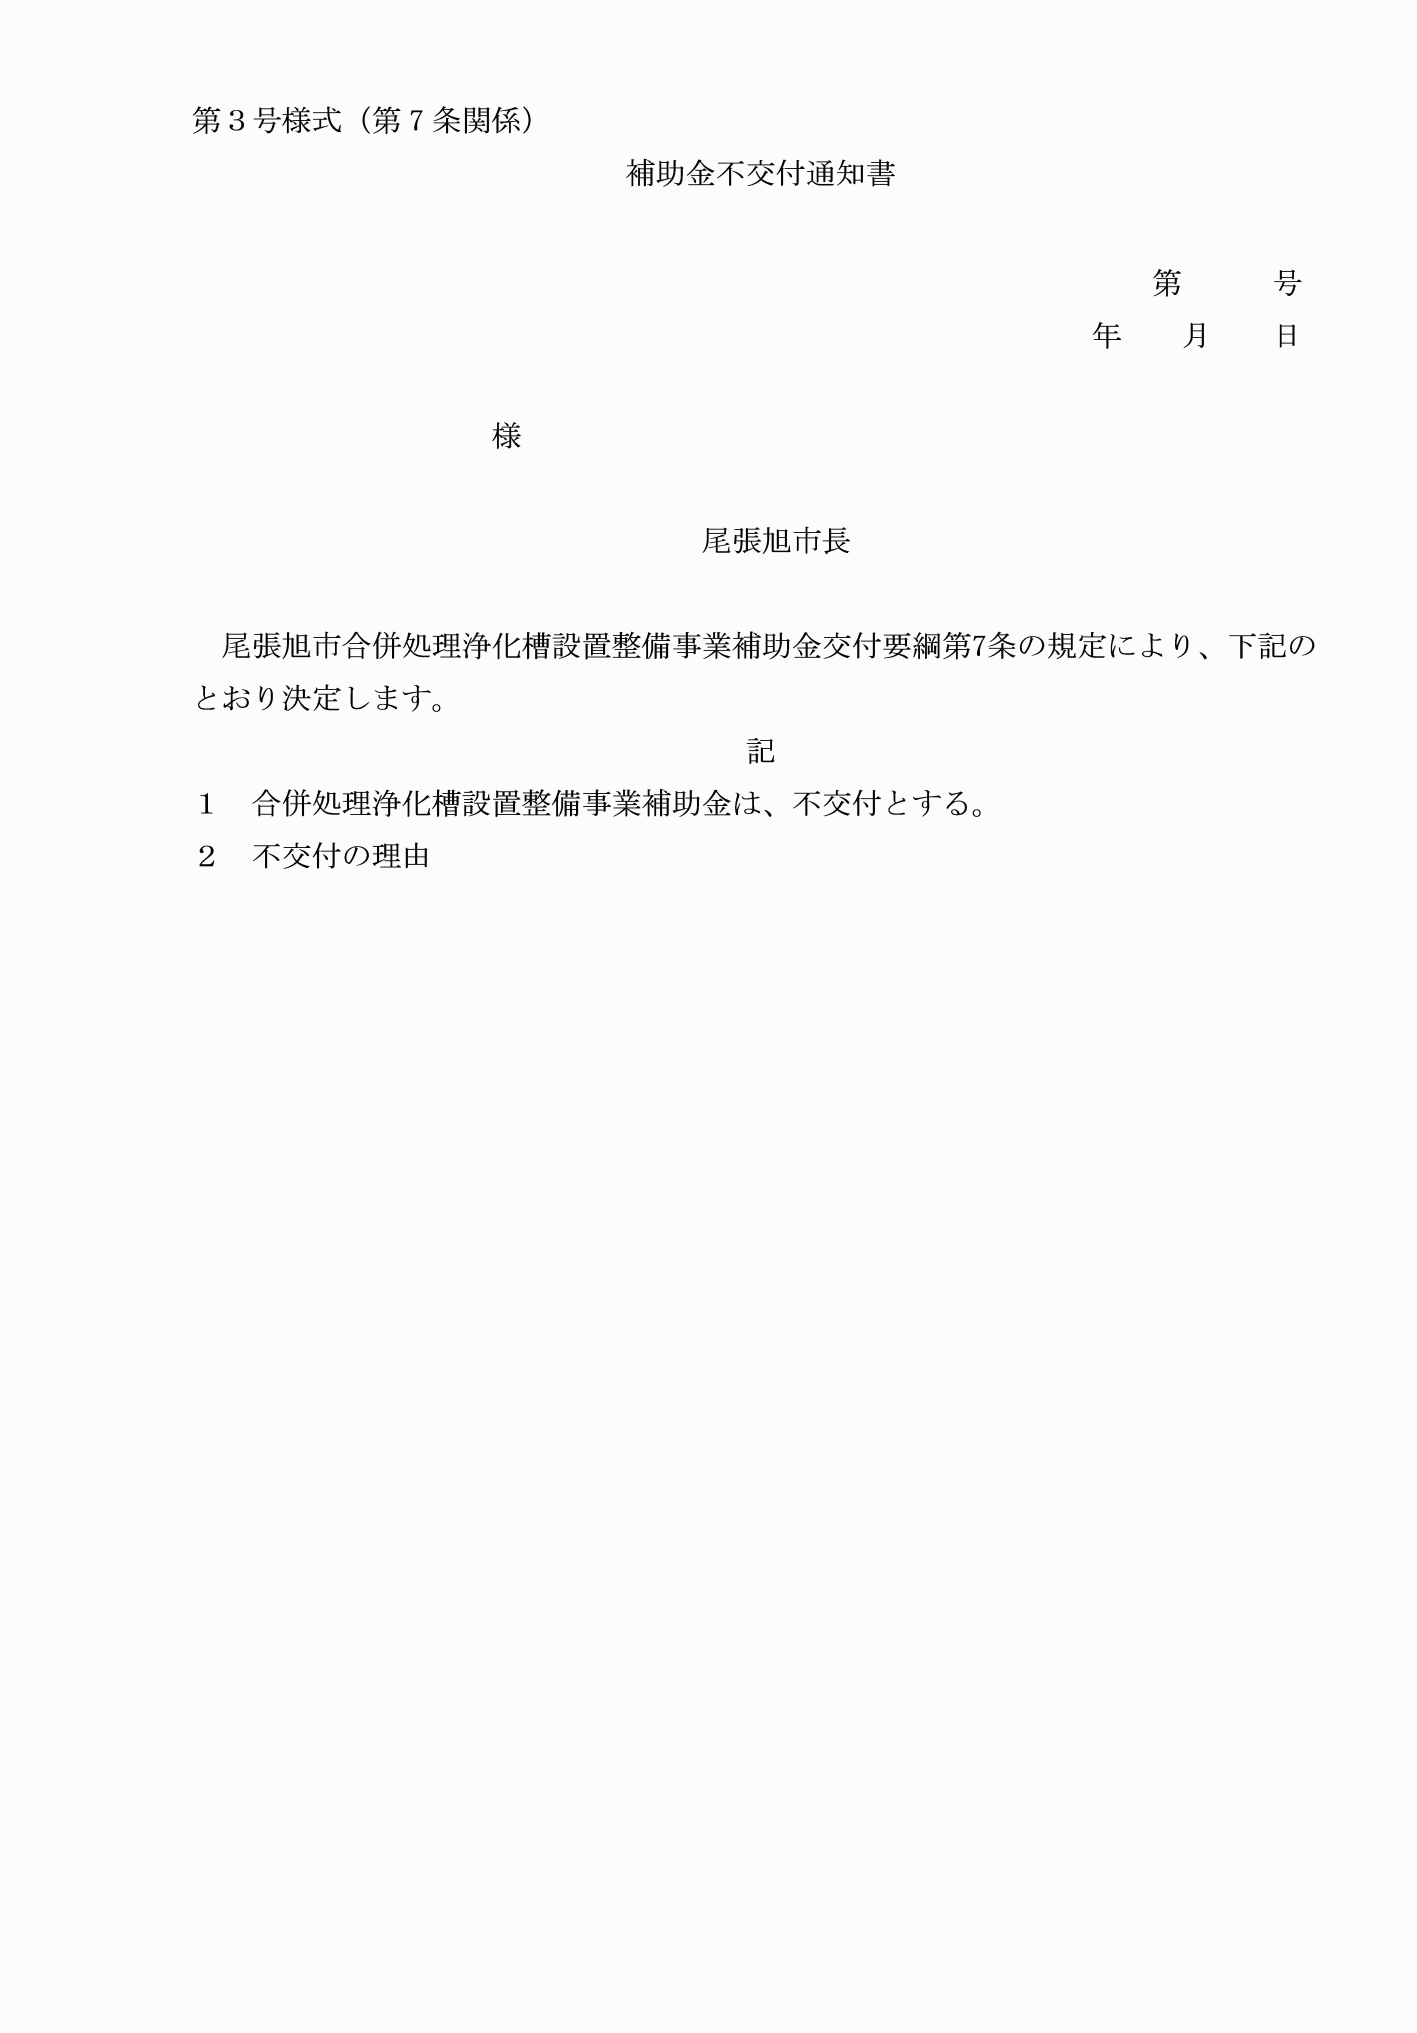 第３号様式（第７条関係）
補助金不交付通知書
第　　　号
年　　月　　日
様
尾張旭市長
　尾張旭市合併処理浄化槽設置整備事業補助金交付要綱第7条の規定により、下記の
とおり決定します。
記
１　合併処理浄化槽設置整備事業補助金は、不交付とする。
２　不交付の理由